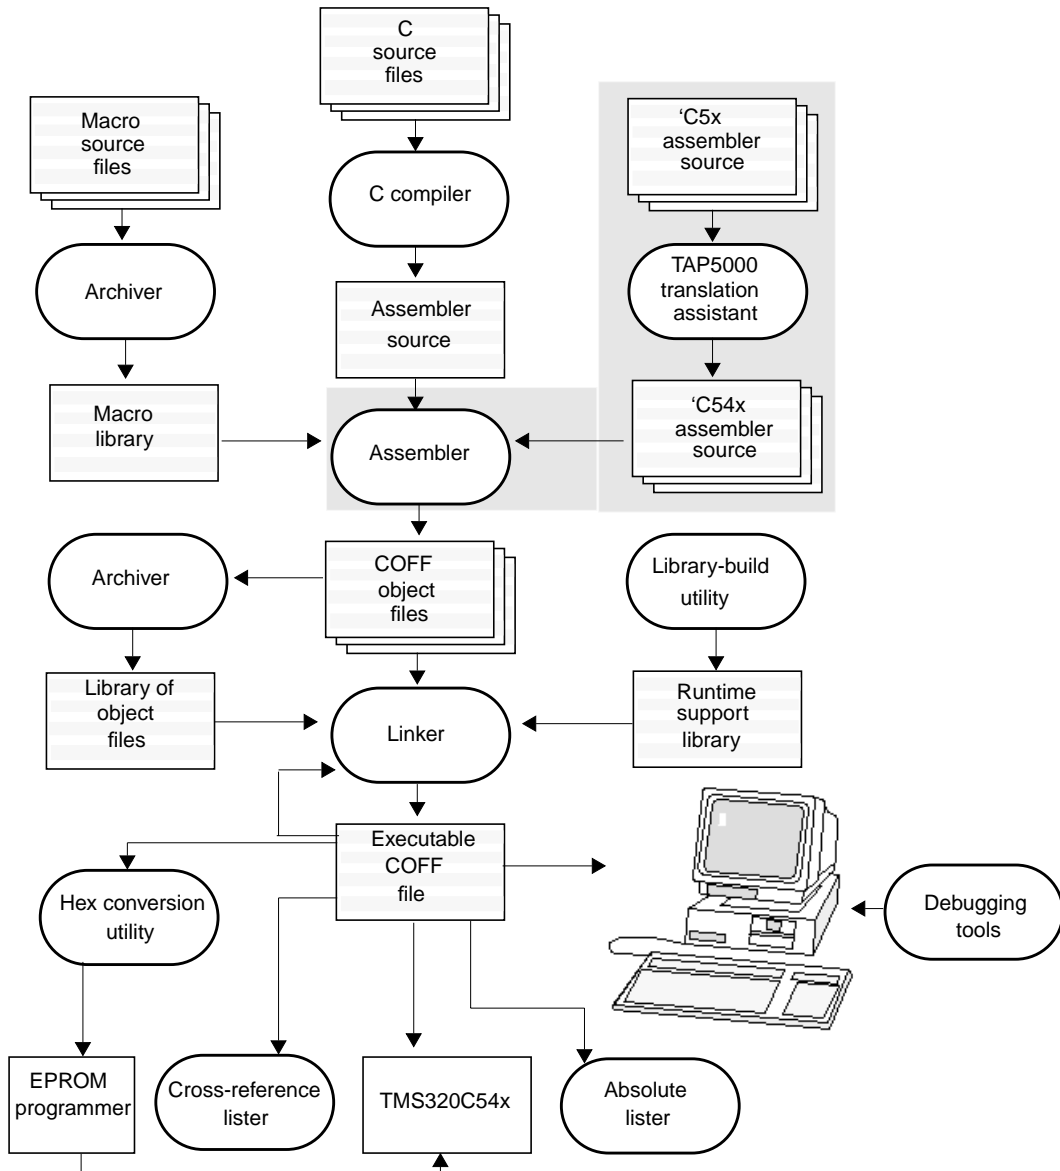 C
source
files
Macro
source
files
‘C5x
assembler
source
C compiler
Archiver
TAP5000
translation
assistant
Assembler
source
Macro
library
‘C54x
assembler
source
Assembler
Archiver
COFF
object
files
Library-build
utility
Library of
object
files
Linker
Runtime
support
library
Executable
COFF
file
Hex conversion
utility
Debugging
tools
EPROM
programmer
Cross-reference
lister
TMS320C54x
Absolute
lister